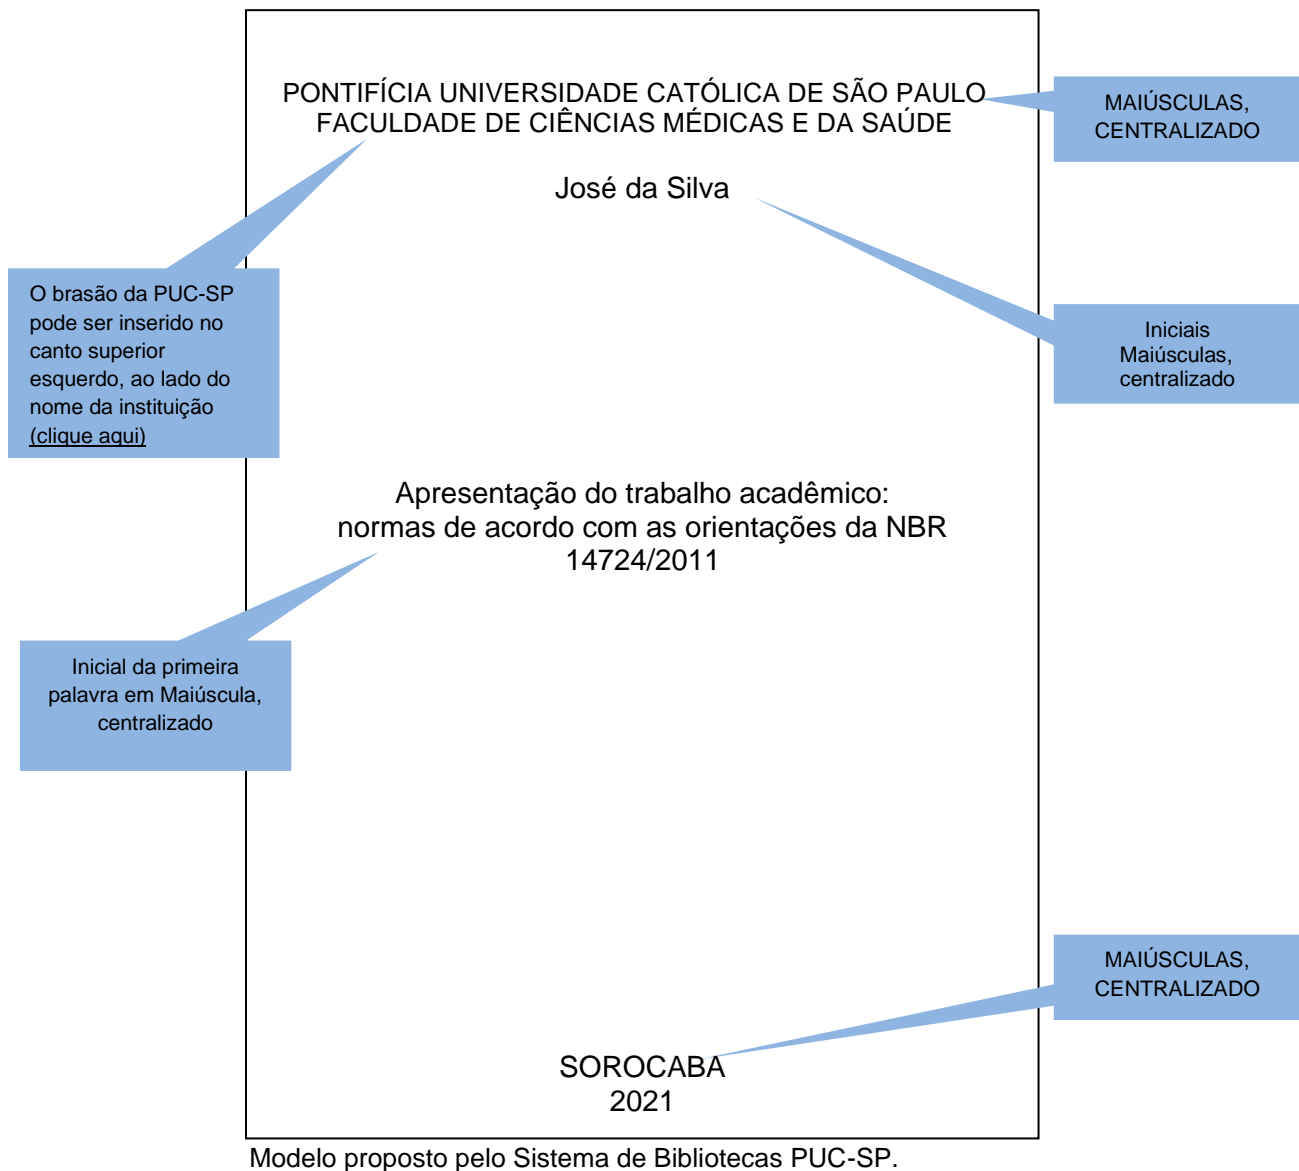 PONTIFÍCIA UNIVERSIDADE CATÓLICA DE SÃO PAULO
FACULDADE DE CIÊNCIAS MÉDICAS E DA SAÚDE
MAIÚSCULAS,
CENTRALIZADO
José da Silva
O brasão da PUC-SP
pode ser inserido no
canto superior
esquerdo, ao lado do
nome da instituição
(clique aqui)
Iniciais
Maiúsculas,
centralizado
Apresentação do trabalho acadêmico:
normas de acordo com as orientações da NBR
14724/2011
Inicial da primeira
palavra em Maiúscula,
centralizado
MAIÚSCULAS,
CENTRALIZADO
SOROCABA
2021
Modelo proposto pelo Sistema de Bibliotecas PUC-SP.